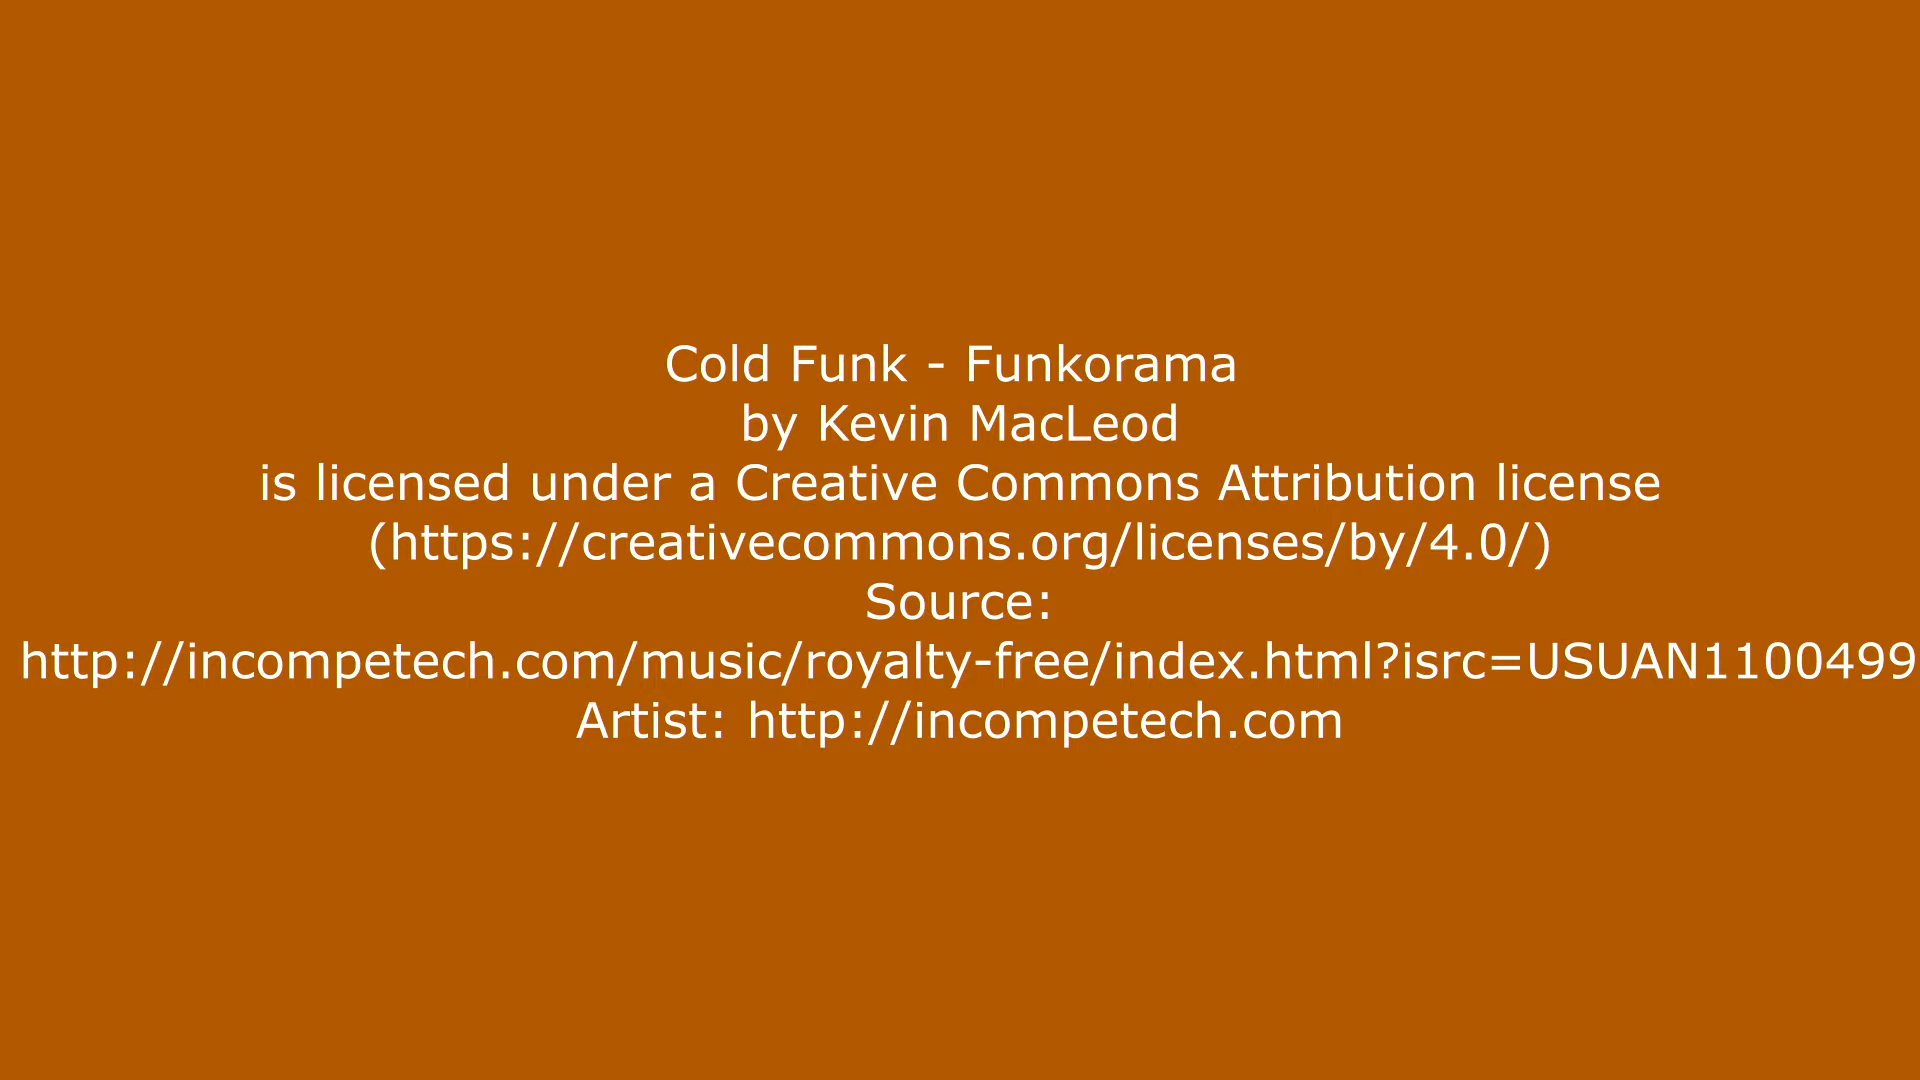 Cold Funk - Funkorama
by Kevin MacLeod
is licensed under a Creative Commons Attribution license
(https://creativecommons.org/licenses/by/4.0/)
Source:
http://incompetech.com/music/royalty-free/index.html?isrc=USUAN1100499
Artist: http://incompetech.com